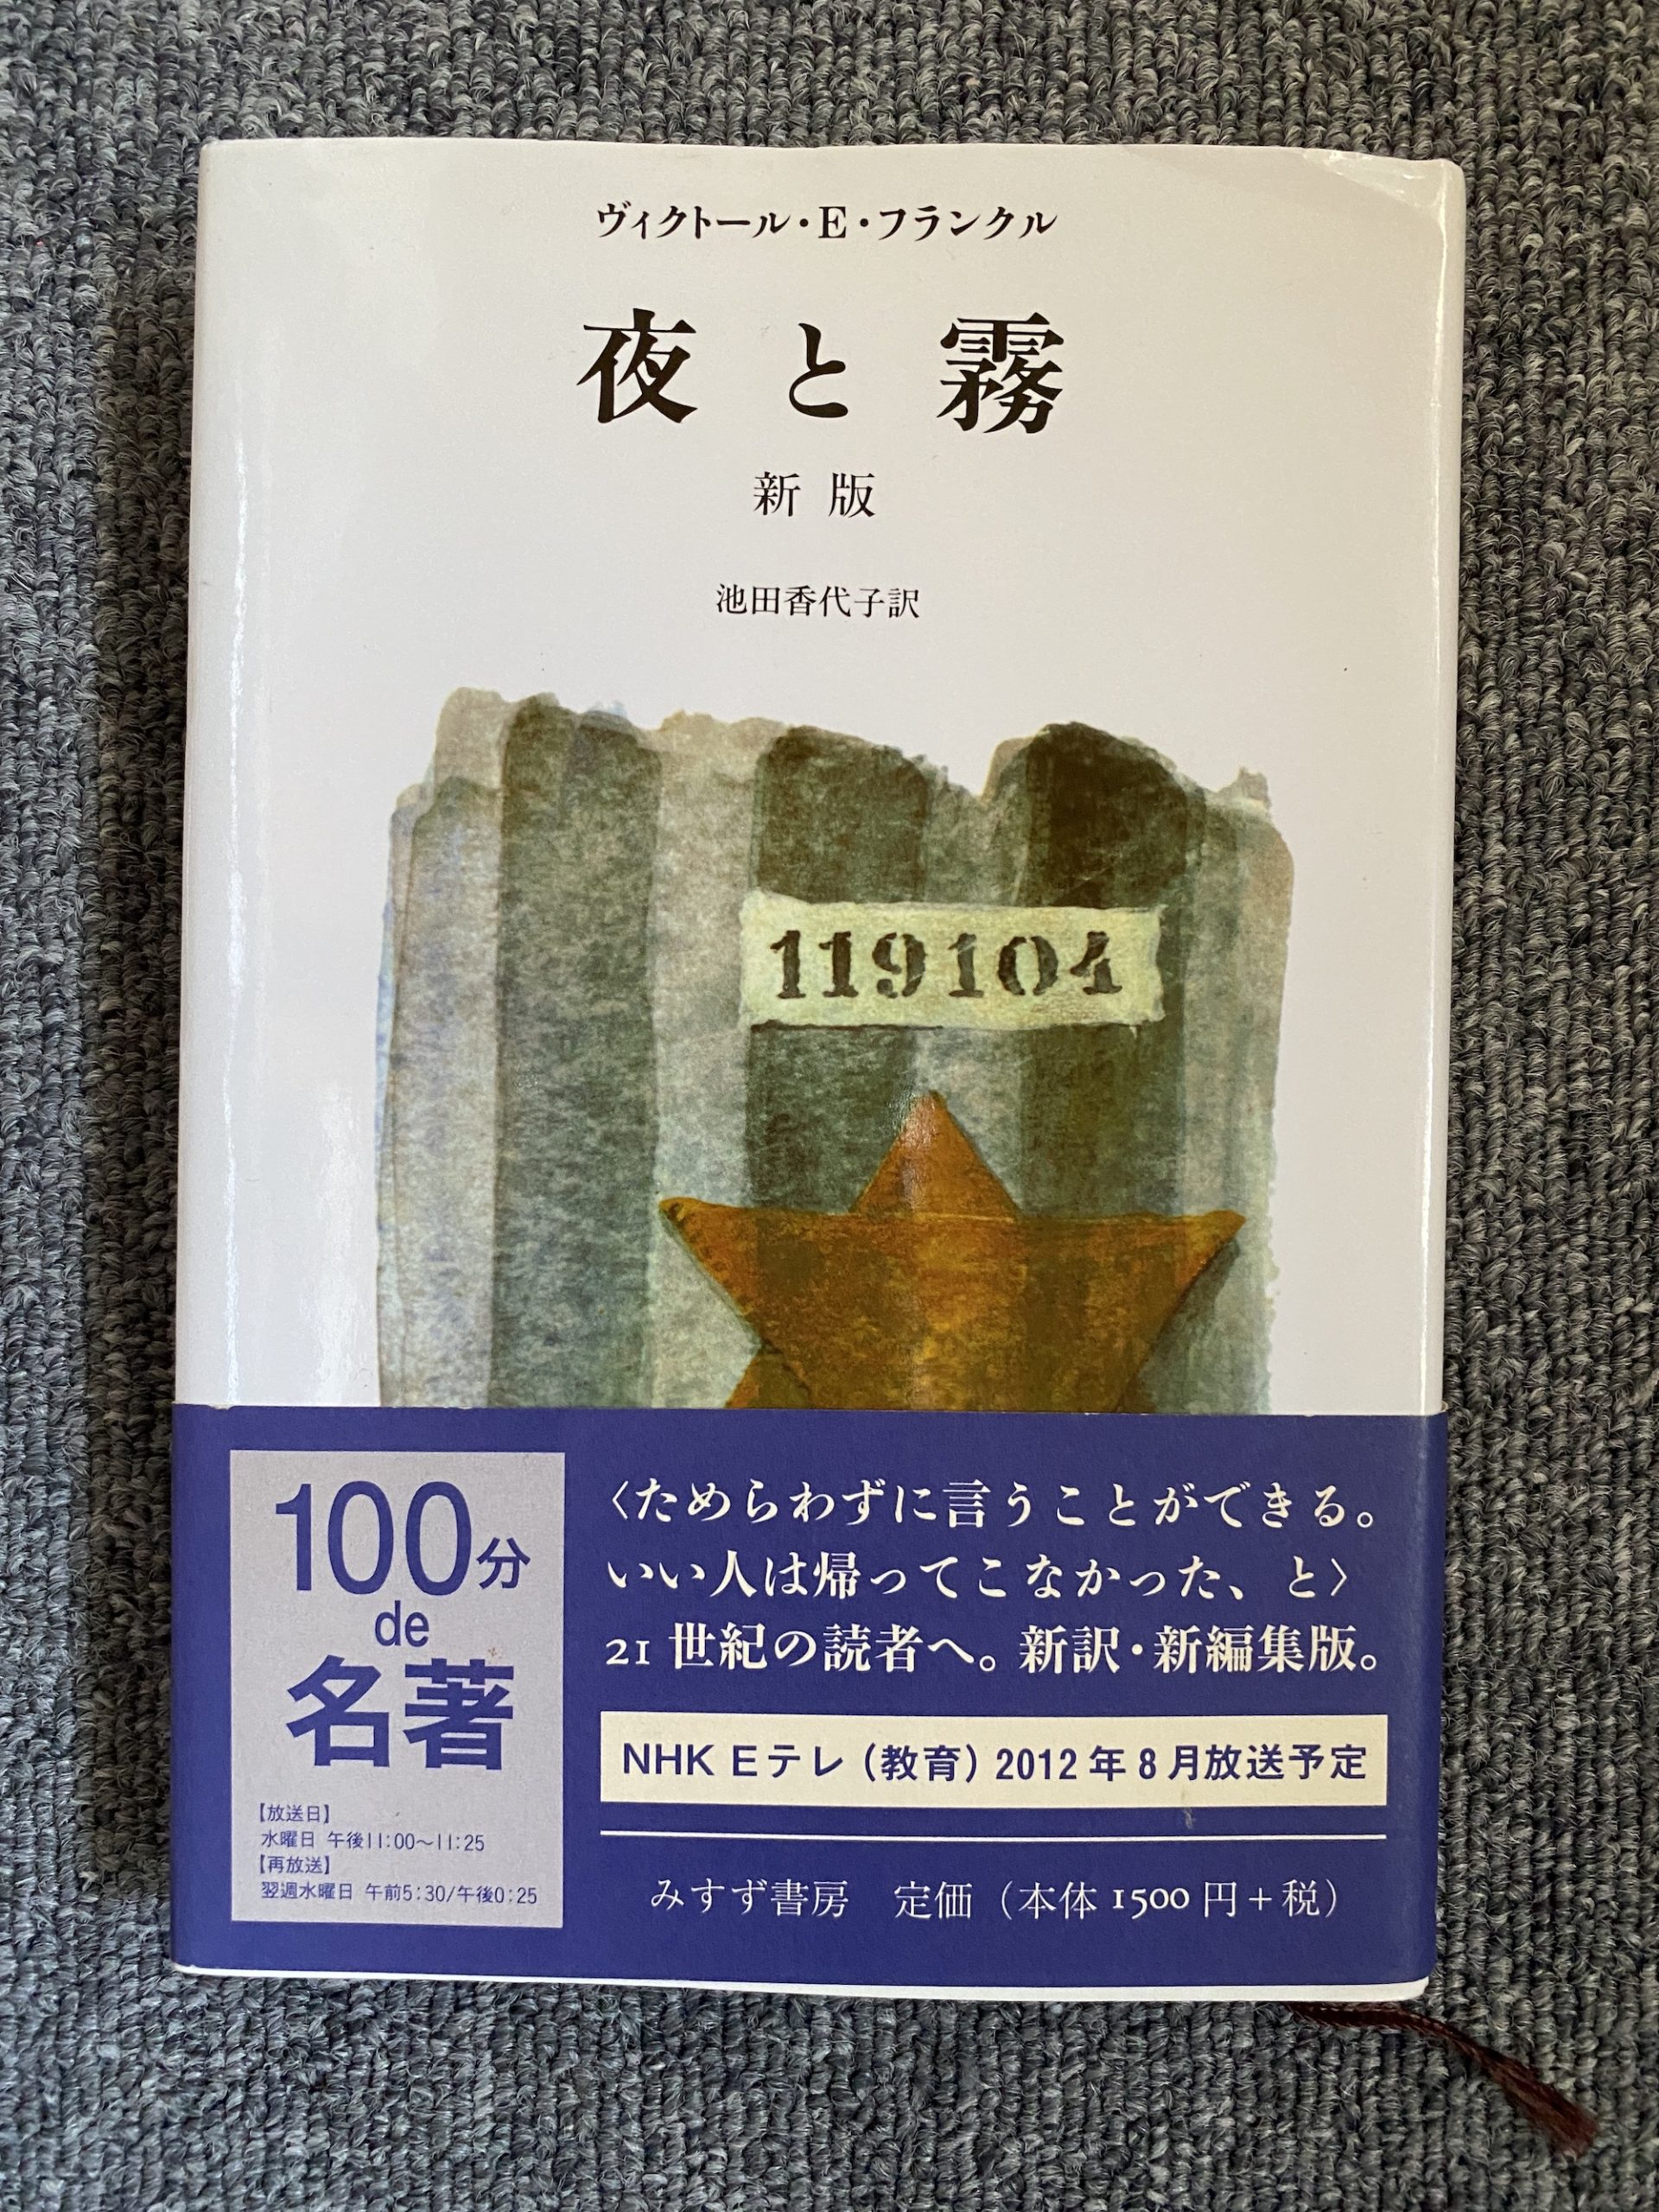 ヴィクトール・E・フランクル
夜と霧
新版
池田香代子訳
119104
100分
de
名著
【放送日】
水曜日 午後11:00～11:25
【再放送】
翌週水曜日 午前5:30/午後0:25
〈ためらわずに言うことができる。
いい人は帰ってこなかった、と〉
21世紀の読者へ。新訳・新編集版。
NHK Eテレ（教育）2012年8月放送予定
みすず書房 定価（本体1500円＋税）